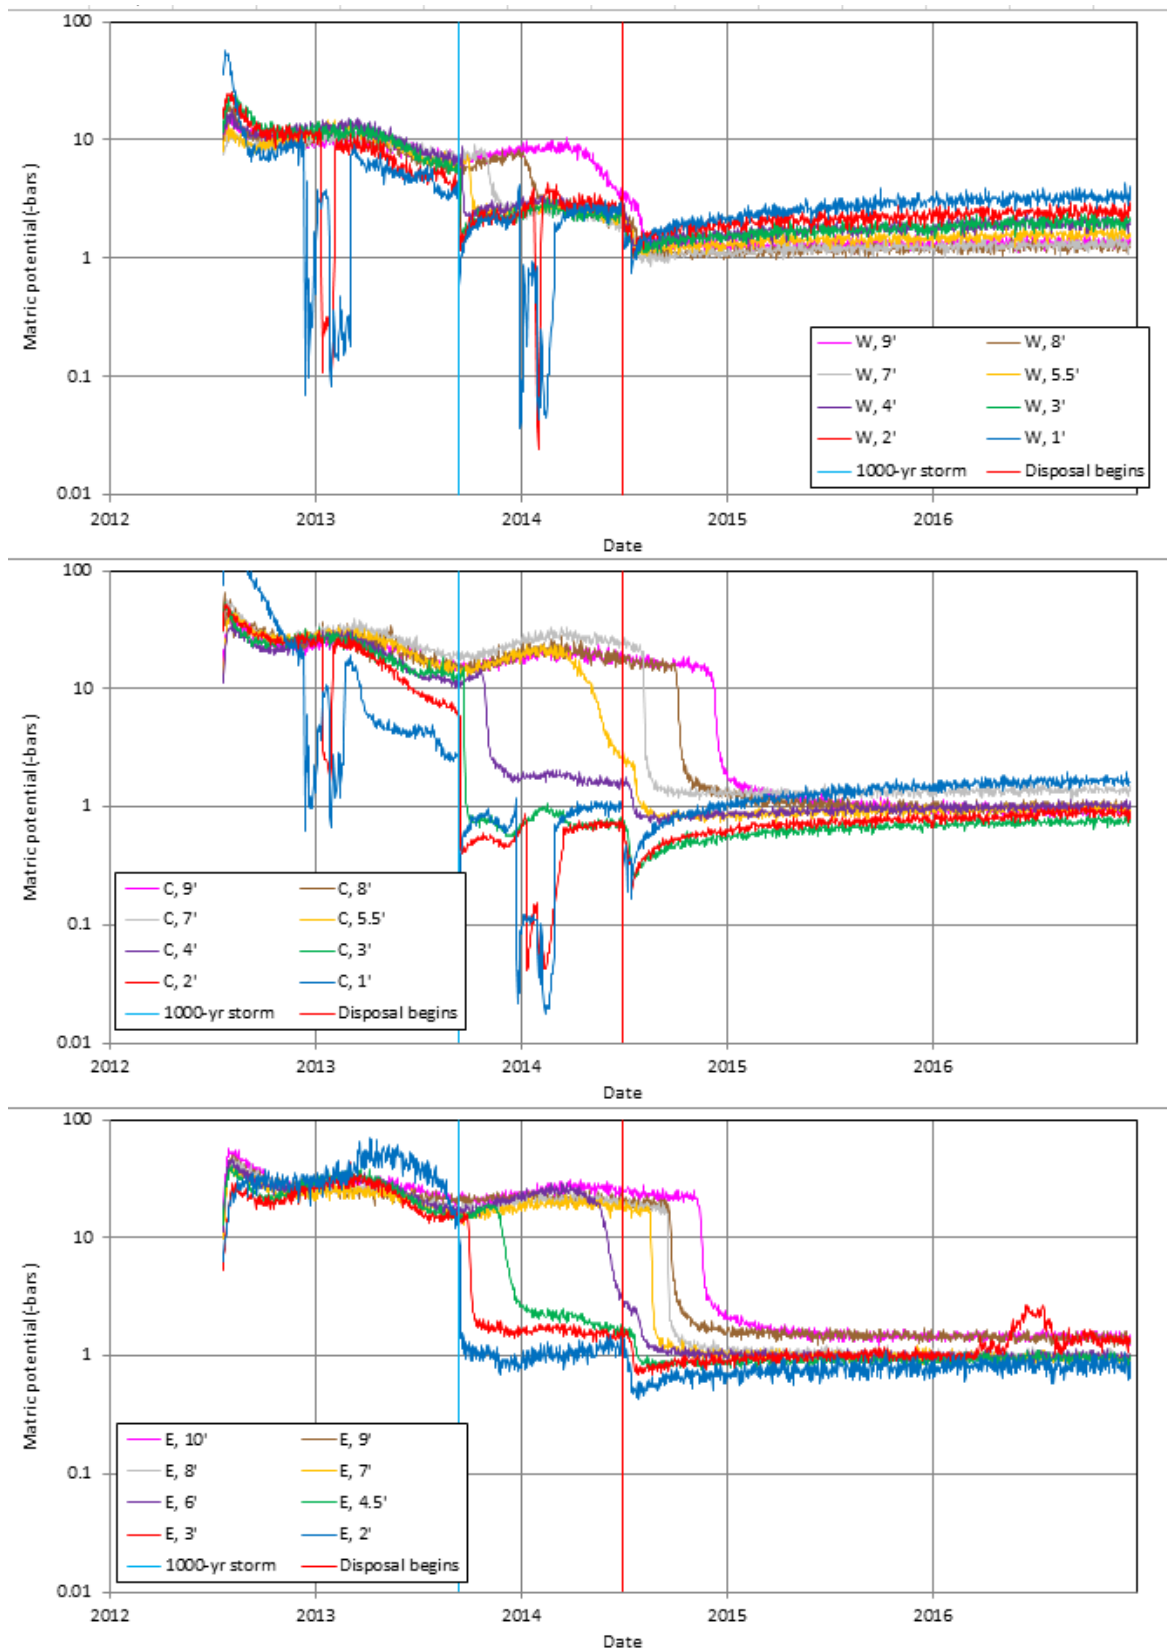 100
10
1
0.1
0.01
Matric potential (-bars)
2012 2013 2014 2015 2016
Date
W, 9' W, 8'
W, 7' W, 5.5'
W, 4' W, 3'
W, 2' W, 1'
1000-yr storm Disposal begins
100
10
1
0.1
0.01
Matric potential (-bars)
2012 2013 2014 2015 2016
Date
C, 9' C, 8'
C, 7' C, 5.5'
C, 4' C, 3'
C, 2' C, 1'
1000-yr storm Disposal begins
100
10
1
0.1
0.01
Matric potential (-bars)
2012 2013 2014 2015 2016
Date
E, 10' E, 9'
E, 8' E, 7'
E, 6' E, 4.5'
E, 3' E, 2'
1000-yr storm Disposal begins